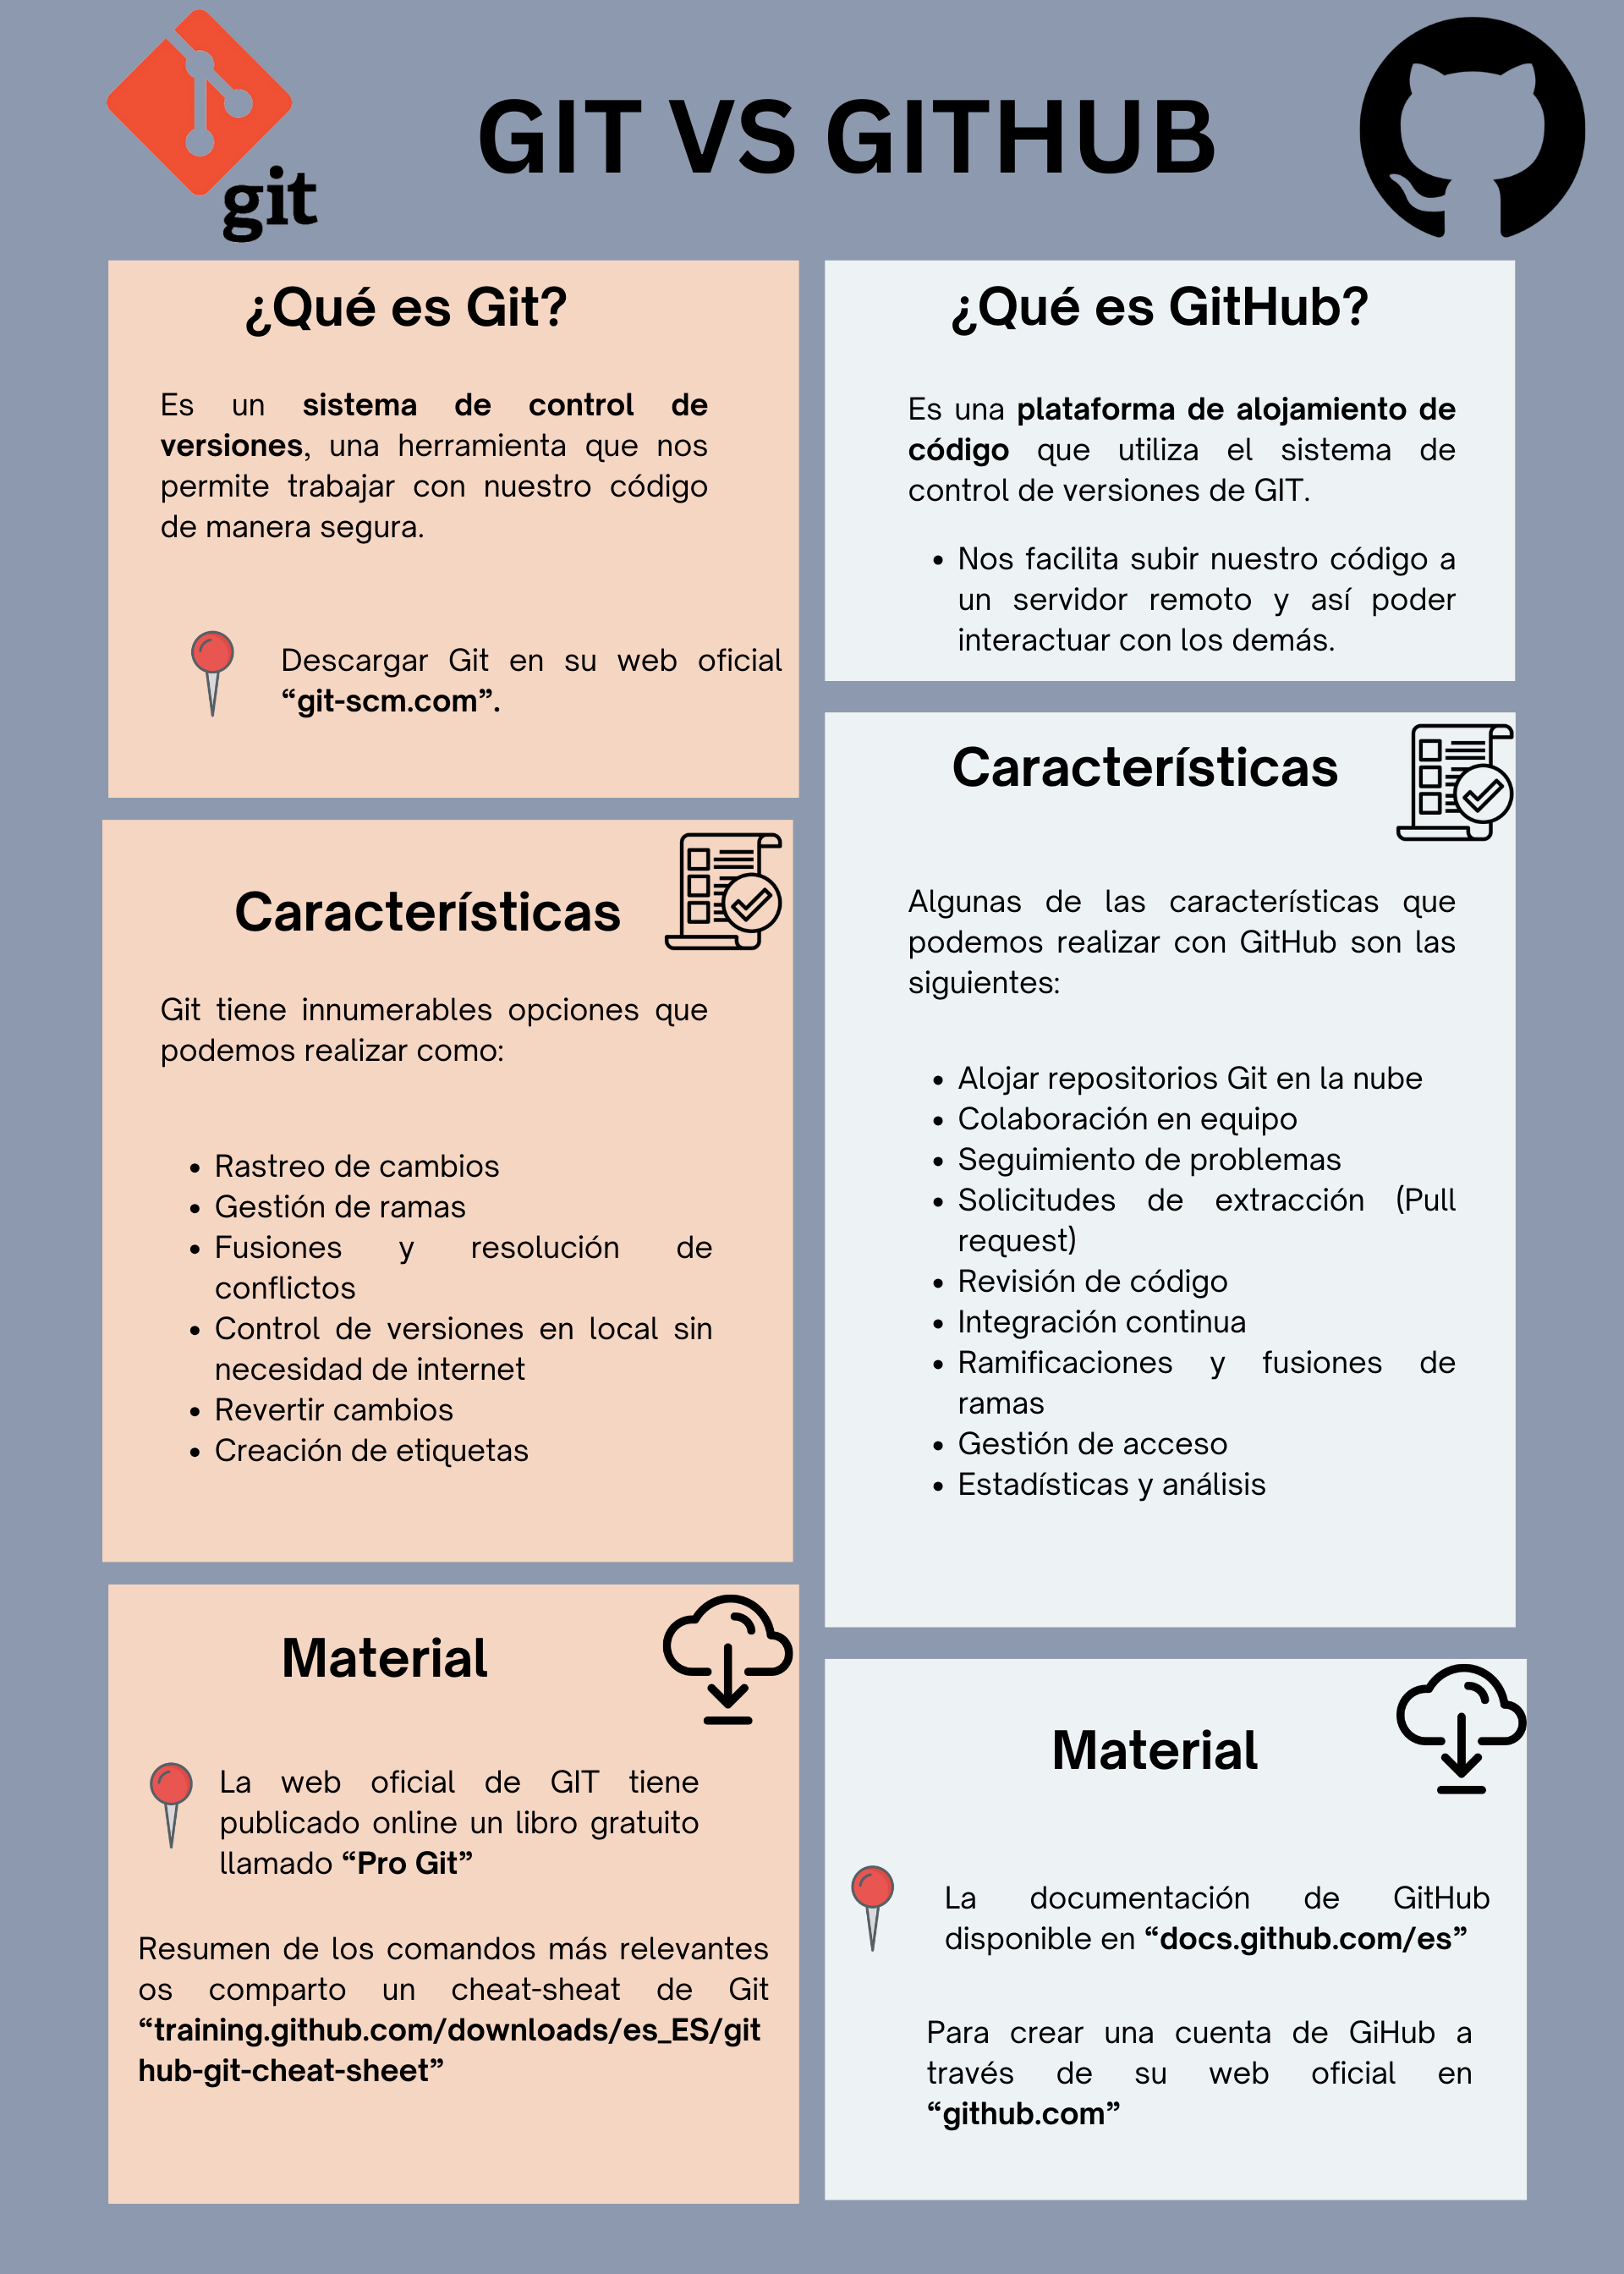 git
GIT VS GITHUB
¿Qué es Git?
Es un sistema de control de
versiones, una herramienta que nos
permite trabajar con nuestro código
de manera segura.
Descargar Git en su web oficial
“git-scm.com”.
Características
Git tiene innumerables opciones que
podemos realizar como:
• Rastreo de cambios
• Gestión de ramas
• Fusiones y resolución de
conflictos
• Control de versiones en local sin
necesidad de internet
• Revertir cambios
• Creación de etiquetas
Material
La web oficial de GIT tiene
publicado online un libro gratuito
llamado “Pro Git”
Resumen de los comandos más relevantes
os comparto un cheat-sheat de Git
“training.github.com/downloads/es_ES/git
hub-git-cheat-sheet”
¿Qué es GitHub?
Es una plataforma de alojamiento de
código que utiliza el sistema de
control de versiones de GIT.
• Nos facilita subir nuestro código a
un servidor remoto y así poder
interactuar con los demás.
Características
Algunas de las características que
podemos realizar con GitHub son las
siguientes:
• Alojar repositorios Git en la nube
• Colaboración en equipo
• Seguimiento de problemas
• Solicitudes de extracción (Pull
request)
• Revisión de código
• Integración continua
• Ramificaciones y fusiones de
ramas
• Gestión de acceso
• Estadísticas y análisis
Material
La documentación de GitHub
disponible en “docs.github.com/es”
Para crear una cuenta de GiHub a
través de su web oficial en
“github.com”